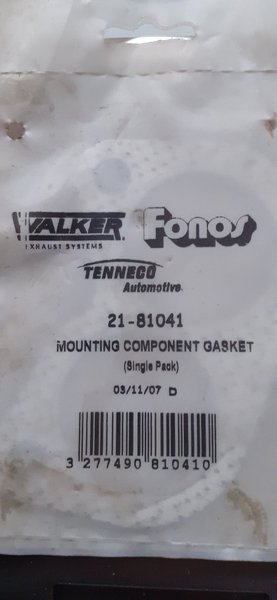 WALKER
EXHAUST SYSTEMS
Fonos
TENNECO
Automotive
21-81041
MOUNTING COMPONENT GASKET
(Single Pack)
03/11/07 D
3 277490 810410